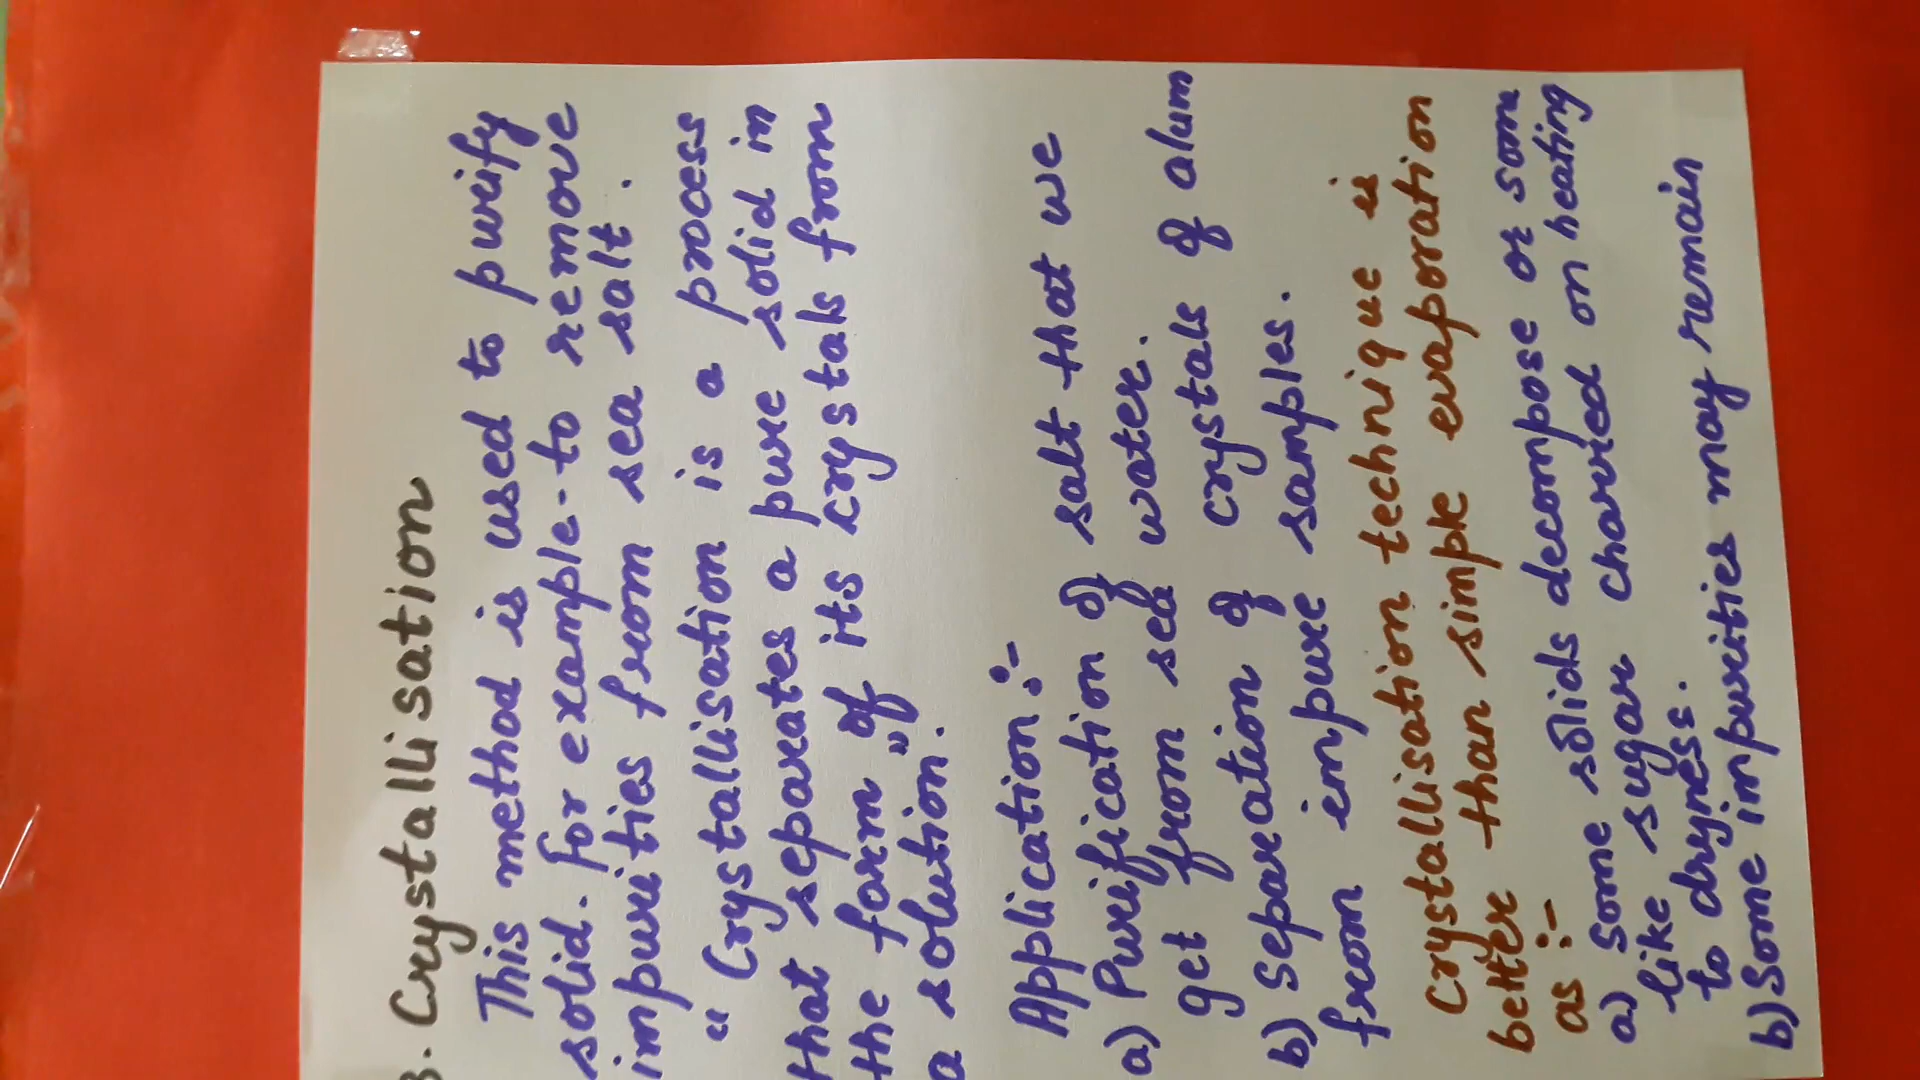 3. Crystallisation
This method is used to purify
solid. For example- to remove
impurities from sea salt.
" Crystallisation is a process
that separates a pure solid in
the form of its crystals from
a solution."
Application :-
a) Purification of salt that we
get from sea water.
b) Separation of crystals of alum
from impure samples.
Crystallisation technique is
better than simple evaporation
as :-
a) Some solids decompose or som
like sugar charried on heating
to dryness.
b) Some impurities may remain